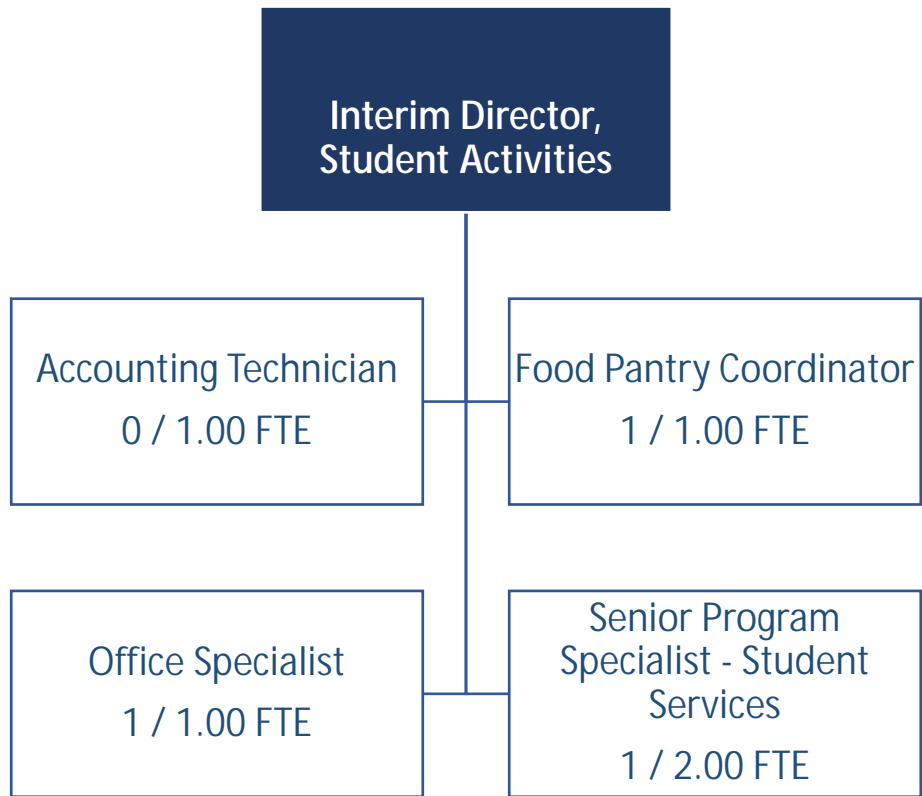 Interim Director,
Student Activities
Accounting Technician
0 / 1.00 FTE
Food Pantry Coordinator
1 / 1.00 FTE
Office Specialist
1 / 1.00 FTE
Senior Program
Specialist - Student
Services
1 / 2.00 FTE